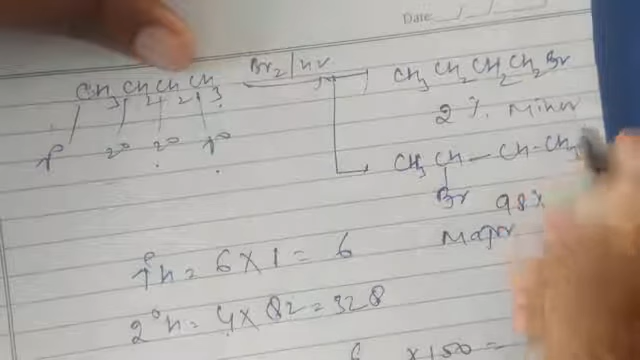 Date
CH3 CH2 CH2 CH3 Br2/hν CH3 CH2 CH2 CH2 Br
1° 2° 2° 1°
2% Minor
CH3 CH — CH - CH3
Br 98%
Major
1°H = 6 X 1 = 6
2°H = 4 X 82 = 328
6 X 100 =